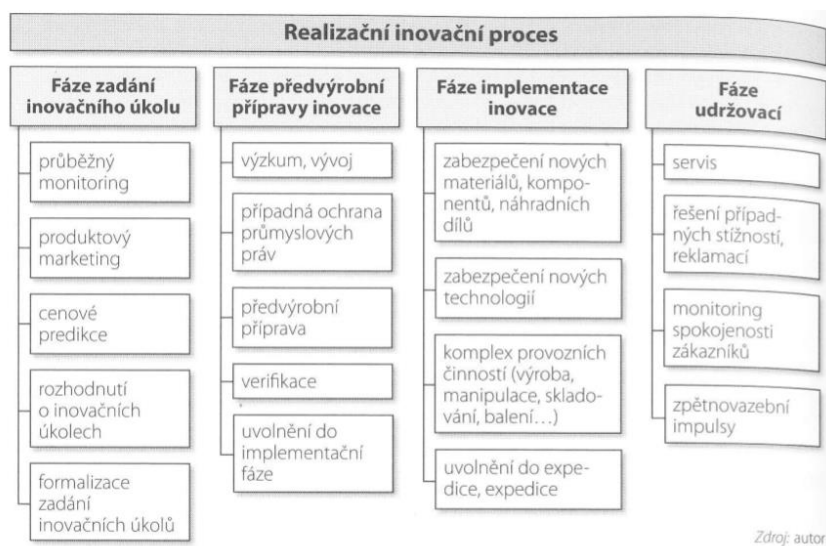 Realizační inovační proces
Fáze zadání
inovačního úkolu
průběžný
monitoring
produktový
marketing
cenové
predikce
rozhodnutí
o inovačních
úkolech
formalizace
zadání
inovačních úkolů
Fáze předvýrobní
přípravy inovace
výzkum, vývoj
případná ochrana
průmyslových
práv
předvýrobní
příprava
verifikace
uvolnění do
implementační
fáze
Fáze implementace
inovace
zabezpečení nových
materiálů, kompo-
nentů, náhradních
dílů
zabezpečení nových
technologií
komplex provozních
činností (výroba,
manipulace, sklado-
vání, balení...)
uvolnění do expe-
dice, expedice
Fáze
udržovací
servis
řešení případ-
ných stížností,
reklamací
monitoring
spokojenosti
zákazníků
zpětnovazební
impulsy
Zdroj: autor